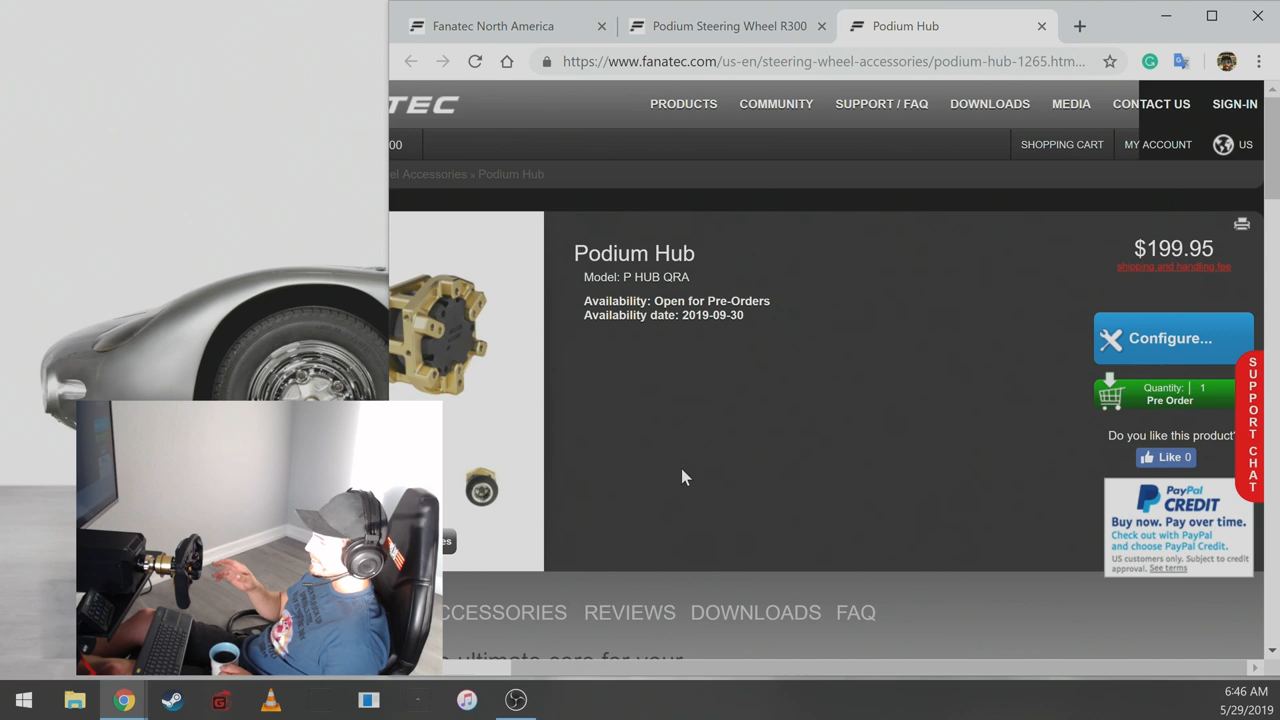 Fanatec North America
Podium Steering Wheel R300
Podium Hub
https://www.fanatec.com/us-en/steering-wheel-accessories/podium-hub-1265.htm...
TEC
PRODUCTS
COMMUNITY
SUPPORT / FAQ
DOWNLOADS
MEDIA
CONTACT US
SIGN-IN
00
SHOPPING CART
MY ACCOUNT
US
el Accessories » Podium Hub
Podium Hub
Model: P HUB QRA
Availability: Open for Pre-Orders
Availability date: 2019-09-30
$199.95
shipping and handling fee
Configure...
Quantity: 1
Pre Order
SUPPORT CHAT
Do you like this product?
Like 0
PayPal
CREDIT
Buy now. Pay over time.
Check out with PayPal
and choose PayPal Credit.
US customers only. Subject to credit
approval. See terms
es
CCESSORIES
REVIEWS
DOWNLOADS
FAQ
6:46 AM
5/29/2019